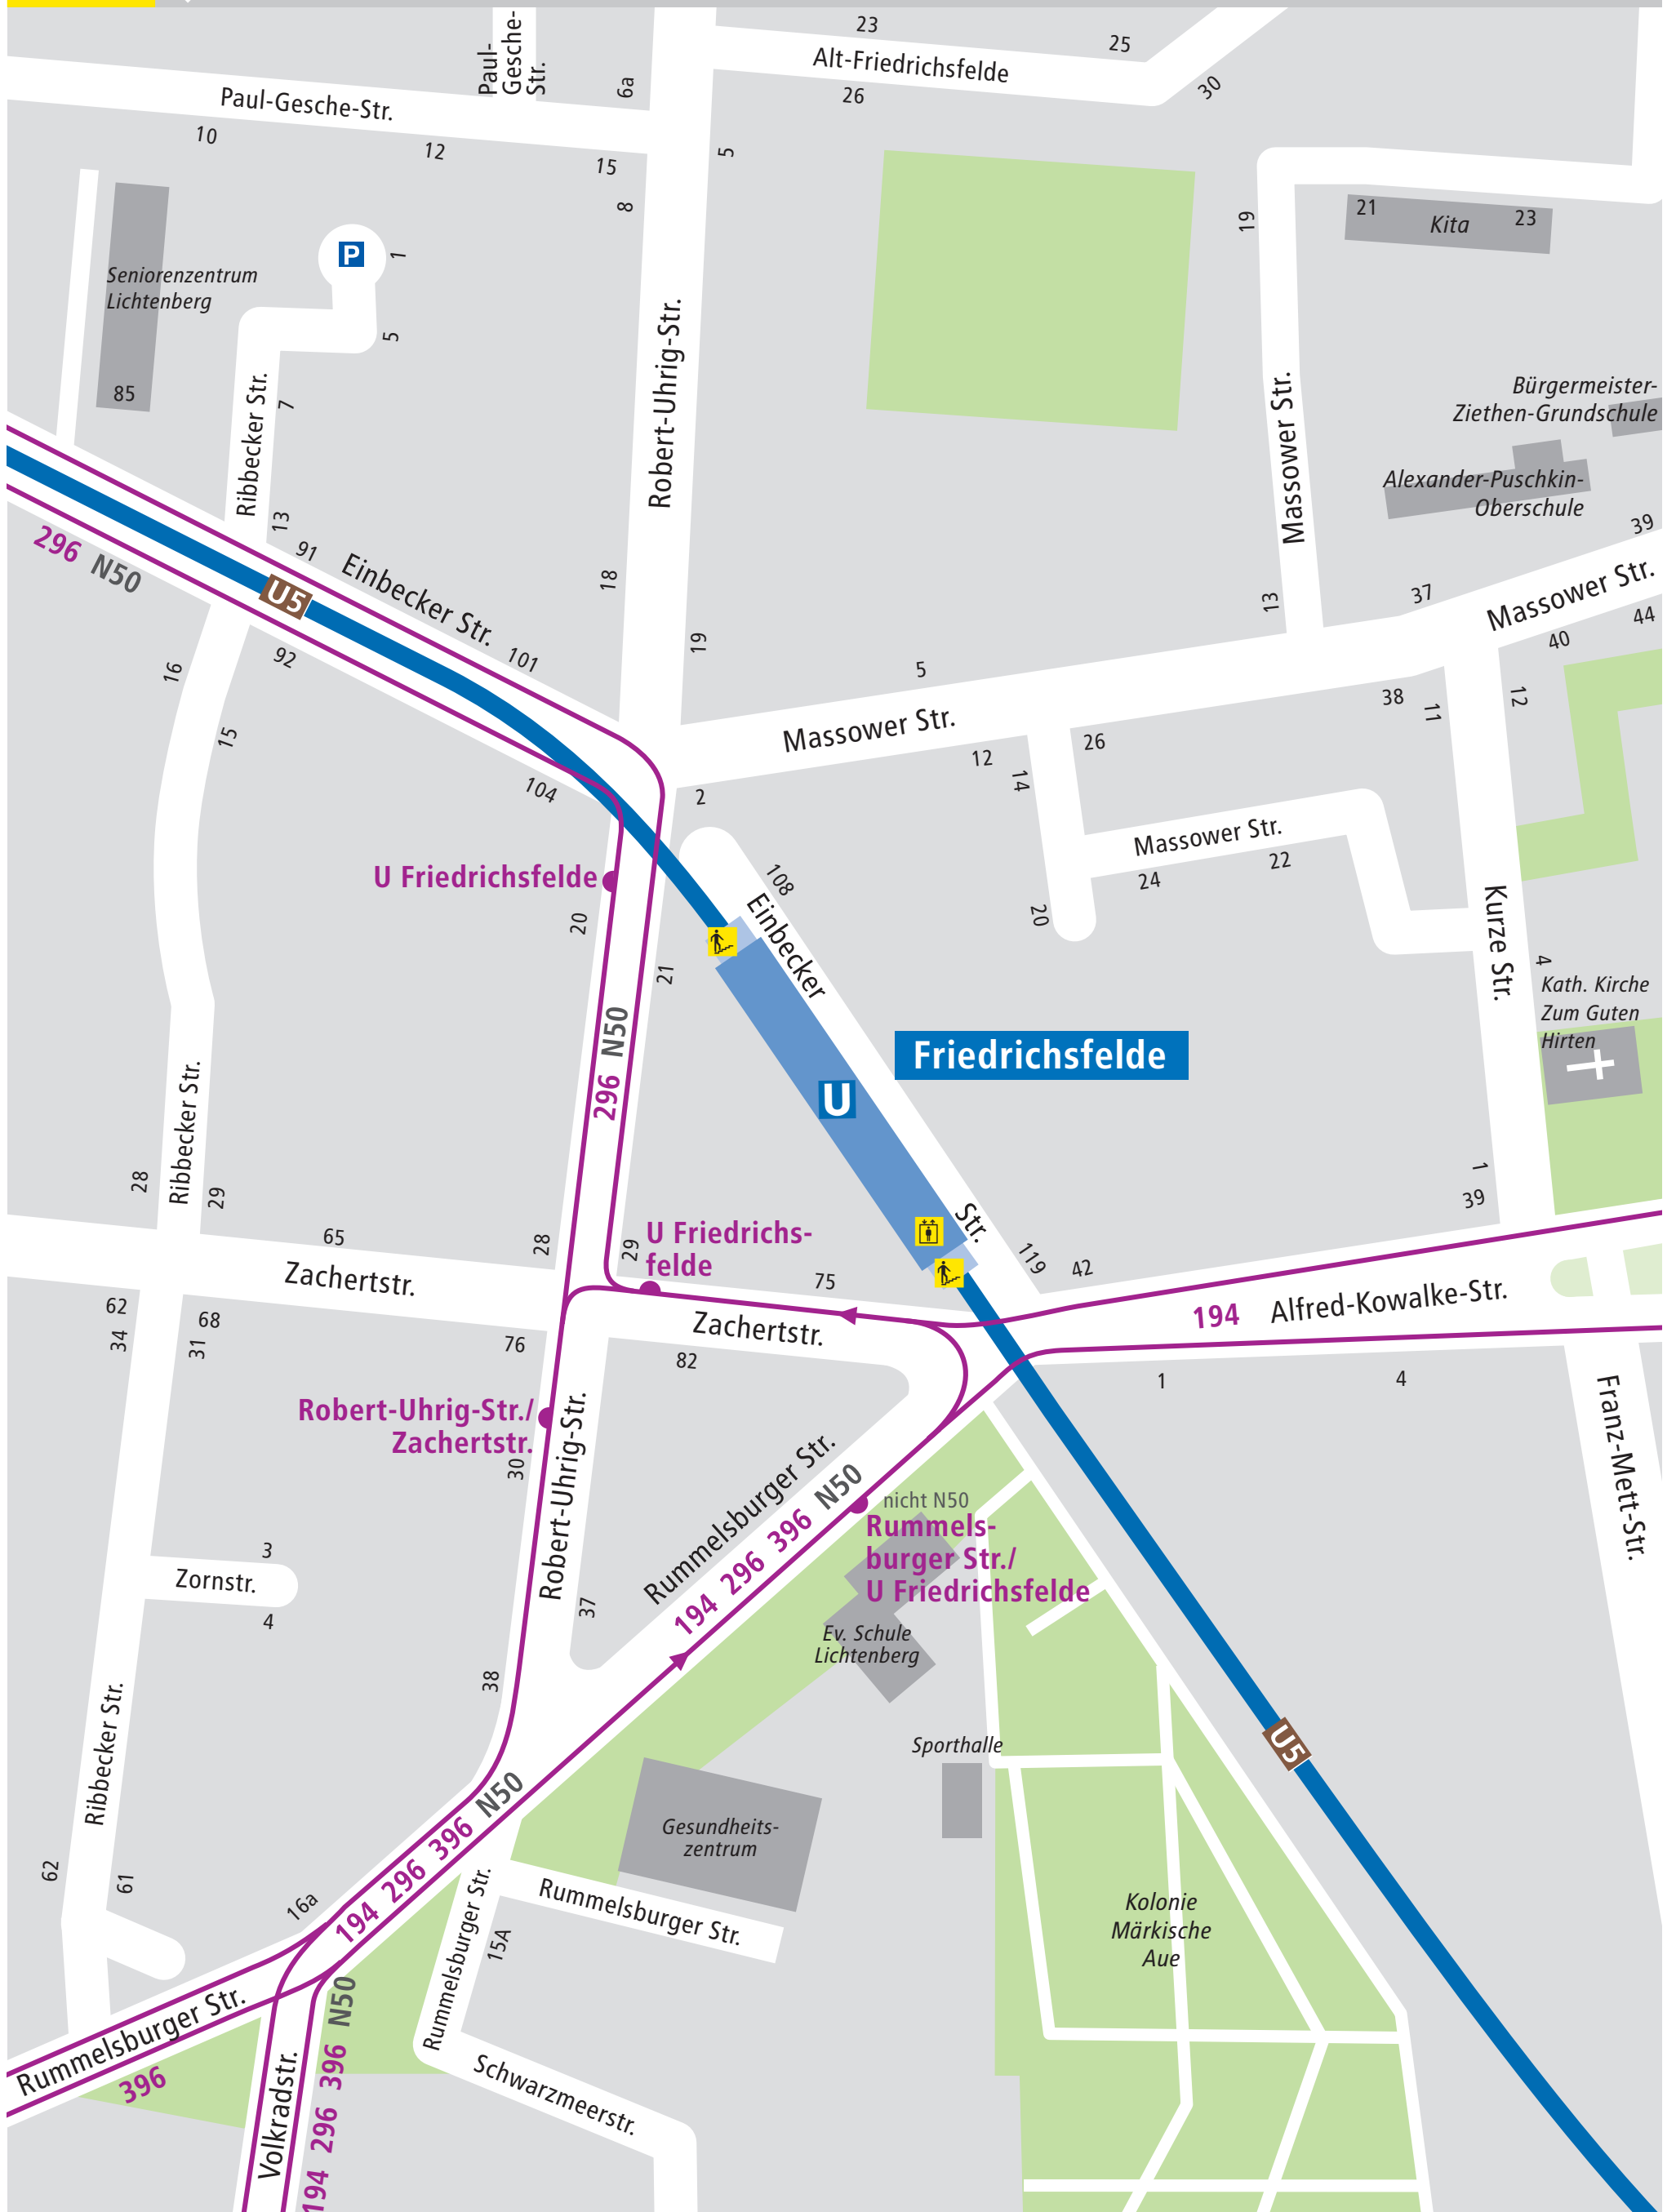 23
25
Alt-Friedrichsfelde
26
30
Paul-
Gesche-
Str.
6a
Paul-Gesche-Str.
10
12
15
8
5
19
21
Kita
23
P
1
5
Seniorenzentrum
Lichtenberg
85
Ribbecker Str.
7
13
Robert-Uhrig-Str.
18
19
Massower Str.
13
Bürgermeister-
Ziethen-Grundschule
Alexander-Puschkin-
Oberschule
39
37
Massower Str.
40
44
38
11
12
296 N50
U5
91
Einbecker Str.
101
92
104
16
15
5
Massower Str.
12
14
26
2
Massower Str.
22
24
20
U Friedrichsfelde
20
21
108
Einbecker
Str.
Kurze Str.
4
Kath. Kirche
Zum Guten
Hirten
296 N50
Friedrichsfelde
U
Ribbecker Str.
28
29
1
39
65
Zachertstr.
28
29
U Friedrichs-
felde
75
119
42
194
Alfred-Kowalke-Str.
Zachertstr.
62
34
68
31
76
82
1
4
Robert-Uhrig-Str./
Zachertstr.
30
Robert-Uhrig-Str.
37
38
Rummelsburger Str.
194 296 396 N50
nicht N50
Rummels-
burger Str./
U Friedrichsfelde
Franz-Mett-Str.
3
Zornstr.
4
Ev. Schule
Lichtenberg
Sporthalle
U5
Ribbecker Str.
62
61
Gesundheits-
zentrum
194 296 396 N50
16a
Rummelsburger Str.
Rummelsburger Str.
15A
Kolonie
Märkische
Aue
Rummelsburger Str.
396
Volkradstr.
194 296 396 N50
Schwarzmeerstr.